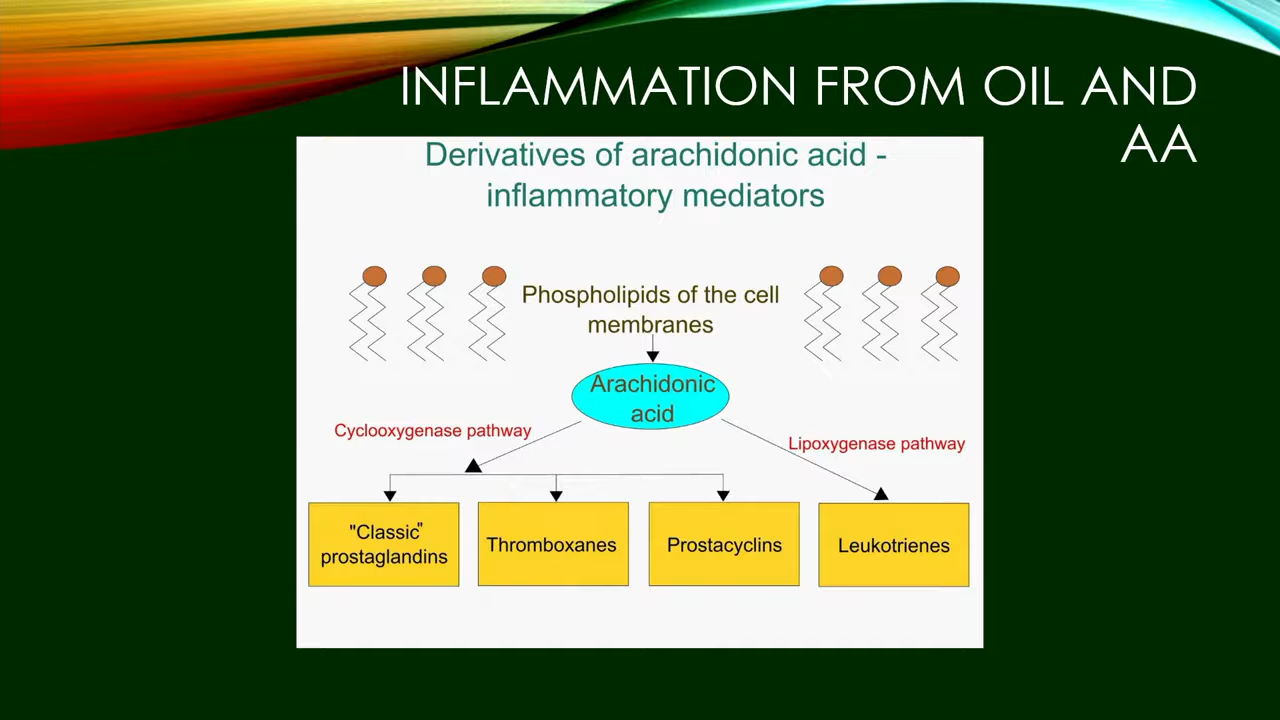 INFLAMMATION FROM OIL AND
AA
Derivatives of arachidonic acid -
inflammatory mediators
Phospholipids of the cell
membranes
Arachidonic
acid
Cyclooxygenase pathway
Lipoxygenase pathway
"Classic"
prostaglandins
Thromboxanes
Prostacyclins
Leukotrienes